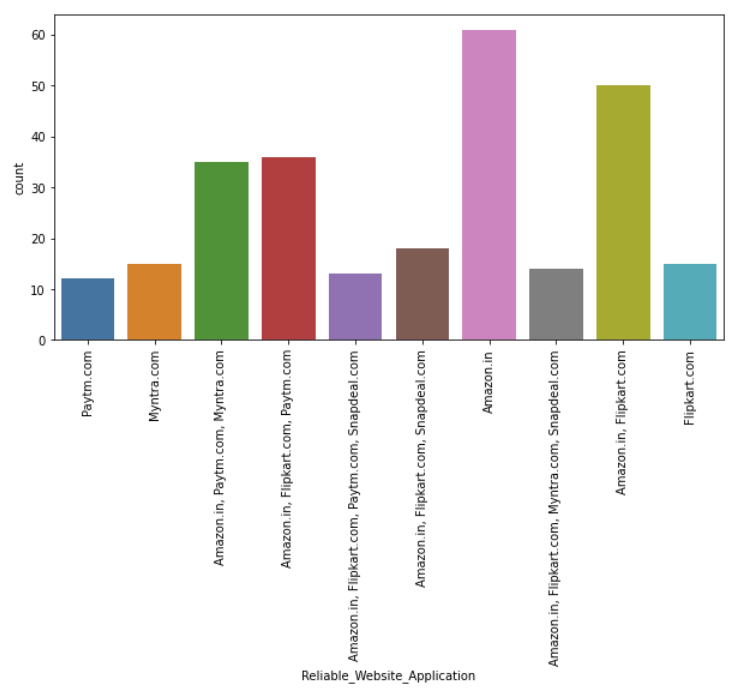 60
50
40
30
20
10
0
count
Paytm.com
Myntra.com
Amazon.in, Paytm.com, Myntra.com
Amazon.in, Flipkart.com, Paytm.com
Amazon.in, Flipkart.com, Paytm.com, Snapdeal.com
Amazon.in, Flipkart.com, Snapdeal.com
Amazon.in
Amazon.in, Flipkart.com, Myntra.com, Snapdeal.com
Amazon.in, Flipkart.com
Flipkart.com
Reliable_Website_Application